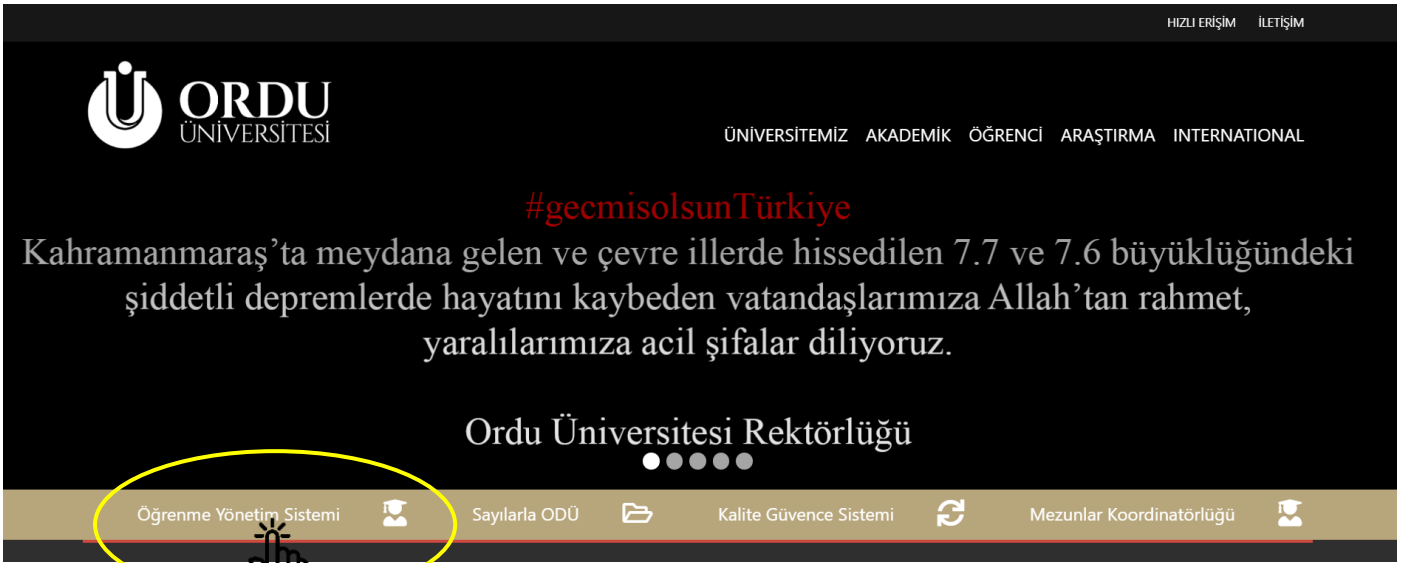 HIZLI ERİŞİM İLETİŞİM
ORDU
ÜNİVERSİTESİ
ÜNİVERSİTEMİZ AKADEMİK ÖĞRENCİ ARAŞTIRMA INTERNATIONAL
#gecmisolsunTürkiye
Kahramanmaraş’ta meydana gelen ve çevre illerde hissedilen 7.7 ve 7.6 büyüklüğündeki
şiddetli depremlerde hayatını kaybeden vatandaşlarımıza Allah’tan rahmet,
yaralılarımıza acil şifalar diliyoruz.
Ordu Üniversitesi Rektörlüğü
Öğrenme Yönetim Sistemi Sayılarla ODÜ Kalite Güvence Sistemi Mezunlar Koordinatörlüğü